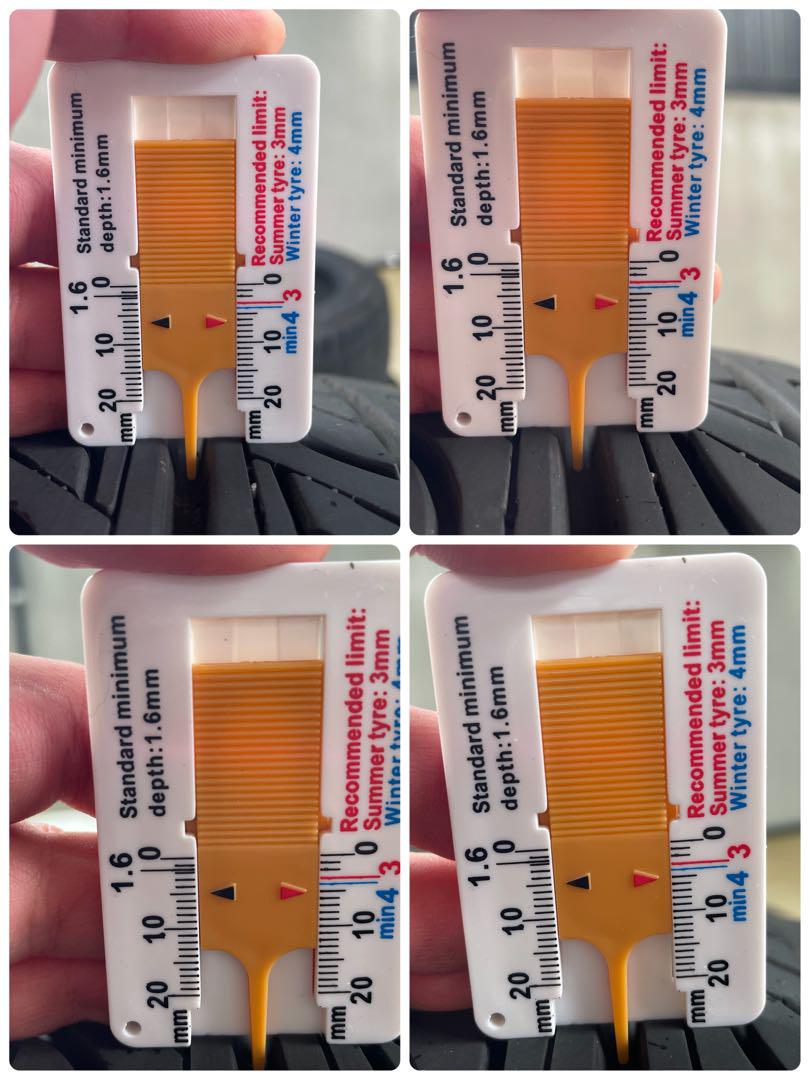 Standard minimum
depth:1.6mm
Recommended limit:
Summer tyre: 3mm
Winter tyre: 4mm
1.6 0
10
20
mm
0
3
min4
10
20
mm
Standard minimum
depth:1.6mm
Recommended limit:
Summer tyre: 3mm
Winter tyre: 4mm
1.6 0
10
20
mm
0
3
min4
10
20
mm
Standard minimum
depth:1.6mm
Recommended limit:
Summer tyre: 3mm
Winter tyre: 4mm
1.6 0
10
20
mm
0
3
min4
10
20
mm
Standard minimum
depth:1.6mm
Recommended limit:
Summer tyre: 3mm
Winter tyre: 4mm
1.6 0
10
20
mm
0
3
min4
10
20
mm